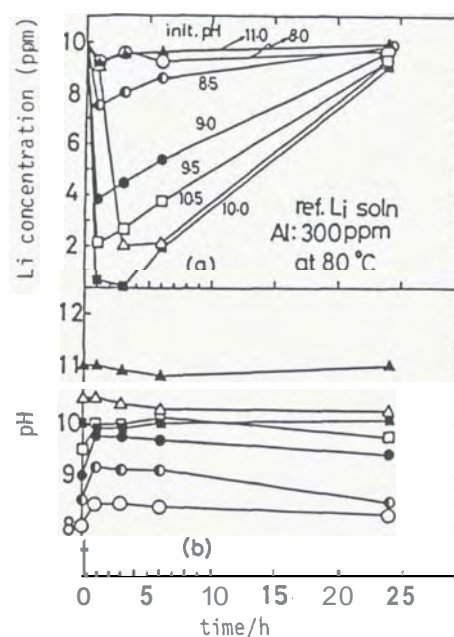 Li concentration (ppm)
10
8
6
4
2
init. pH
11·0
8·0
8·5
9·0
9·5
10·5
10·0
ref. Li soln
Al: 300 ppm
at 80 °C
(a)
pH
12
11
10
9
8
(b)
0 5 10 15 20 25
time/h